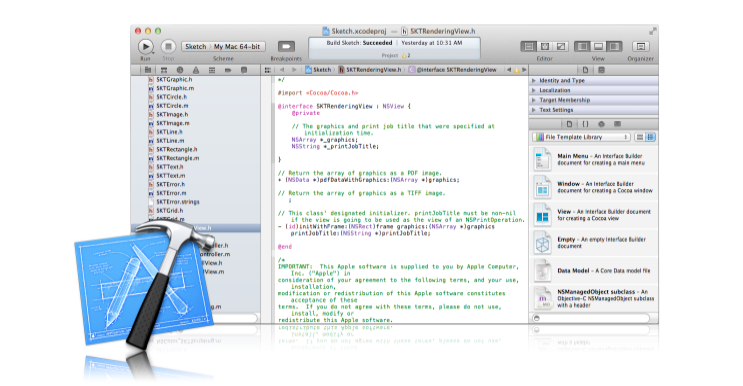 Sketch.xcodeproj — SKTRenderingView.h
Run
Stop
Sketch
My Mac 64-bit
Scheme
Breakpoints
Build Sketch: Succeeded | Yesterday at 10:31 AM
Project
2
Editor
View
Organizer
Sketch
SKTRenderingView.h
@interface SKTRenderingView
SKTGraphic.h
SKTGraphic.m
SKTCircle.h
SKTCircle.m
SKTImage.h
SKTImage.m
SKTLine.h
SKTLine.m
SKTRectangle.h
SKTRectangle.m
SKTText.h
SKTText.m
SKTError.h
SKTError.m
SKTError.strings
SKTGrid.h
SKTGrid.m
*/
#import <Cocoa/Cocoa.h>
@interface SKTRenderingView : NSView {
@private
// The graphics and print job title that were specified at
initialization time.
NSArray *_graphics;
NSString *_printJobTitle;
}
// Return the array of graphics as a PDF image.
+ (NSData *)pdfDataWithGraphics:(NSArray *)graphics;
// Return the array of graphics as a TIFF image.
// This class' designated initializer. printJobTitle must be non-nil
if the view is going to be used as the view of an NSPrintOperation.
- (id)initWithFrame:(NSRect)frame graphics:(NSArray *)graphics
printJobTitle:(NSString *)printJobTitle;
@end
/*
IMPORTANT: This Apple software is supplied to you by Apple Computer,
Inc. ("Apple") in
consideration of your agreement to the following terms, and your use,
installation,
modification or redistribution of this Apple software constitutes
acceptance of these
terms. If you do not agree with these terms, please do not use,
install, modify or
redistribute this Apple software.
Identity and Type
Localization
Target Membership
Text Settings
File Template Library
Main Menu – An Interface Builder
document for creating a main menu
Window – An Interface Builder
document for creating a Cocoa window
View – An Interface Builder document
for creating a Cocoa view
Empty – An empty Interface Builder
document
Data Model – A Core Data model file
NSManagedObject subclass – An
Objective-C NSManagedObject subclass
with a header